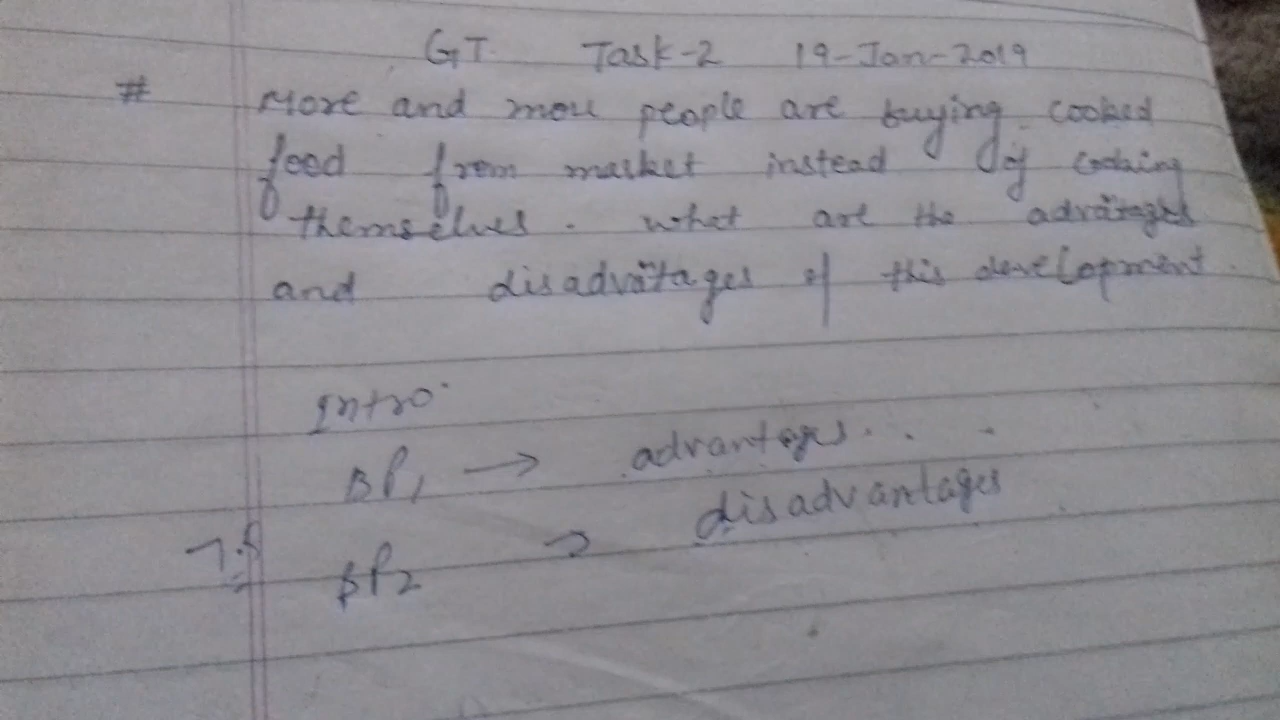 GT. Task-2 19-Jan-2019
# More and more people are buying cooked
food from market instead of cooking
themselves. what are the advantages
and disadvantages of this development.
Intro.
BP1 → advantages...
→ disadvantages
7.5
BP2